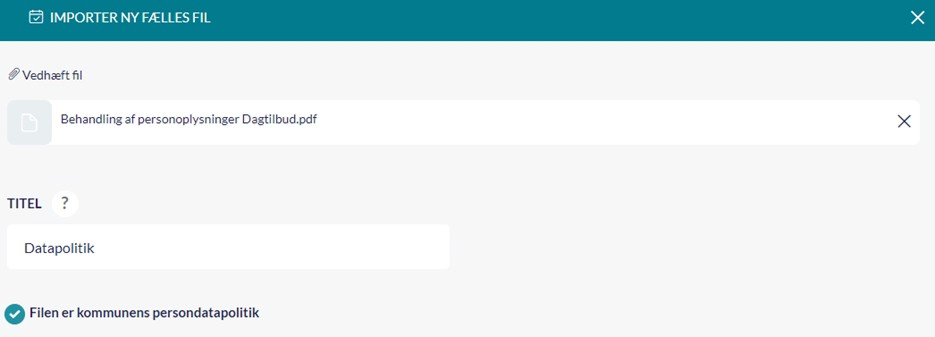 IMPORTER NY FÆLLES FIL
Vedhæft fil
Behandling af personoplysninger Dagtilbud.pdf
TITEL ?
Datapolitik
Filen er kommunens persondatapolitik